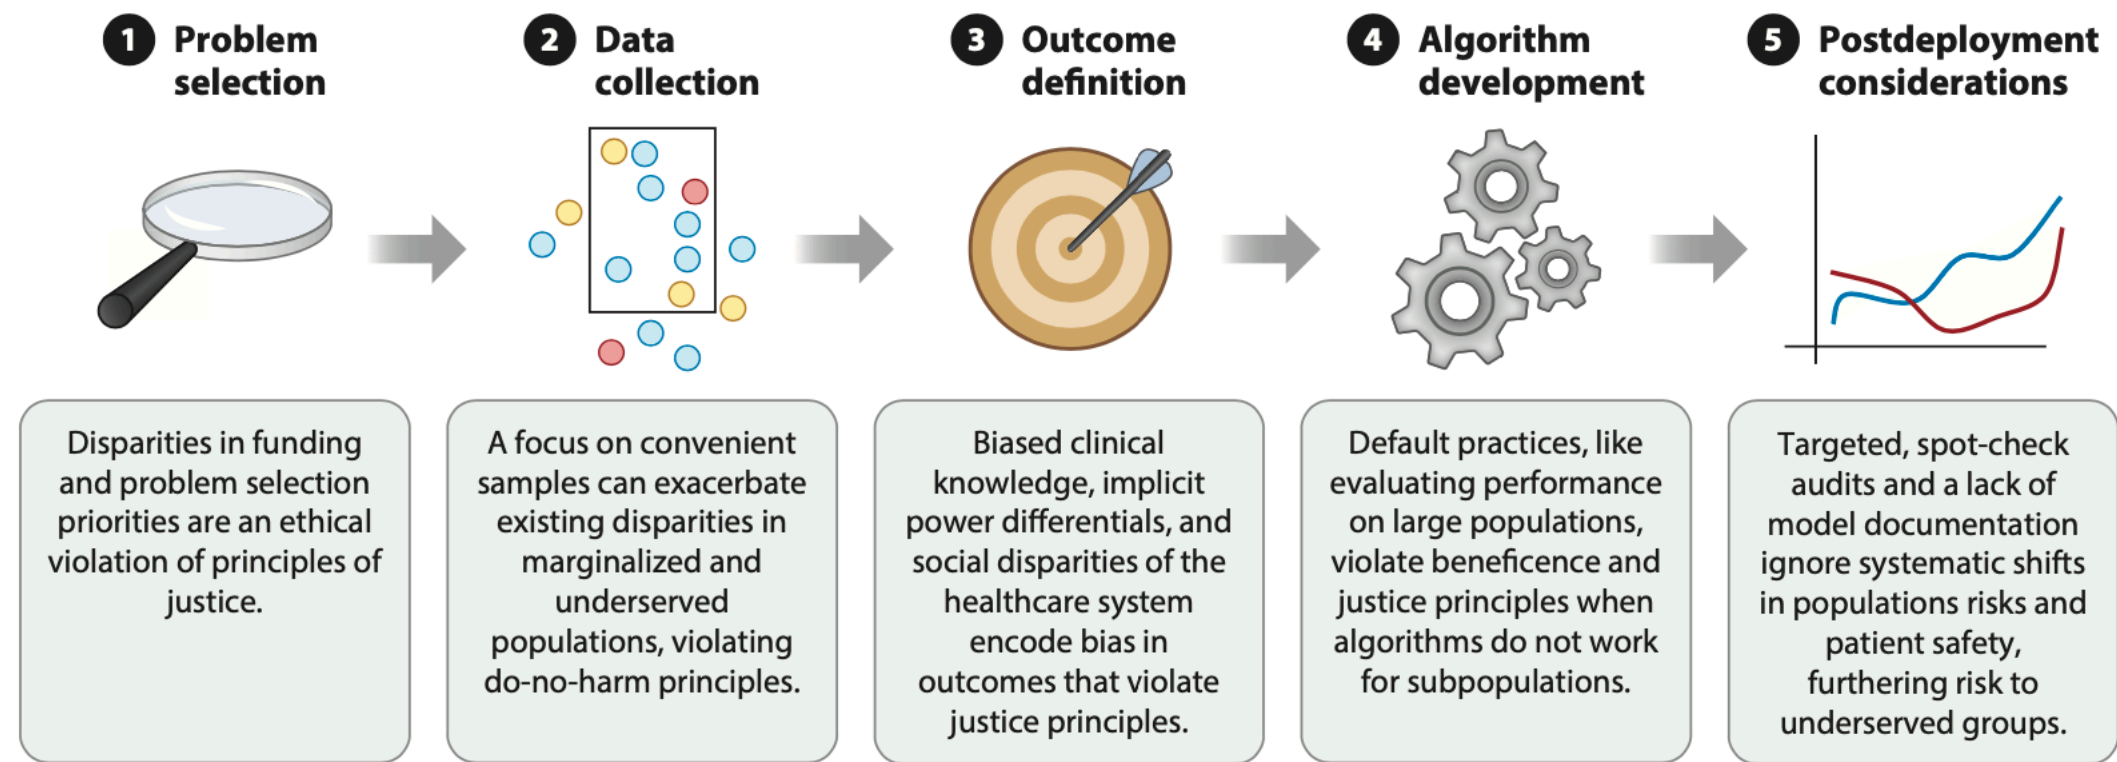 1 Problem
selection
2 Data
collection
3 Outcome
definition
4 Algorithm
development
5 Postdeployment
considerations
Disparities in funding
and problem selection
priorities are an ethical
violation of principles of
justice.
A focus on convenient
samples can exacerbate
existing disparities in
marginalized and
underserved
populations, violating
do-no-harm principles.
Biased clinical
knowledge, implicit
power differentials, and
social disparities of the
healthcare system
encode bias in
outcomes that violate
justice principles.
Default practices, like
evaluating performance
on large populations,
violate beneficence and
justice principles when
algorithms do not work
for subpopulations.
Targeted, spot-check
audits and a lack of
model documentation
ignore systematic shifts
in populations risks and
patient safety,
furthering risk to
underserved groups.